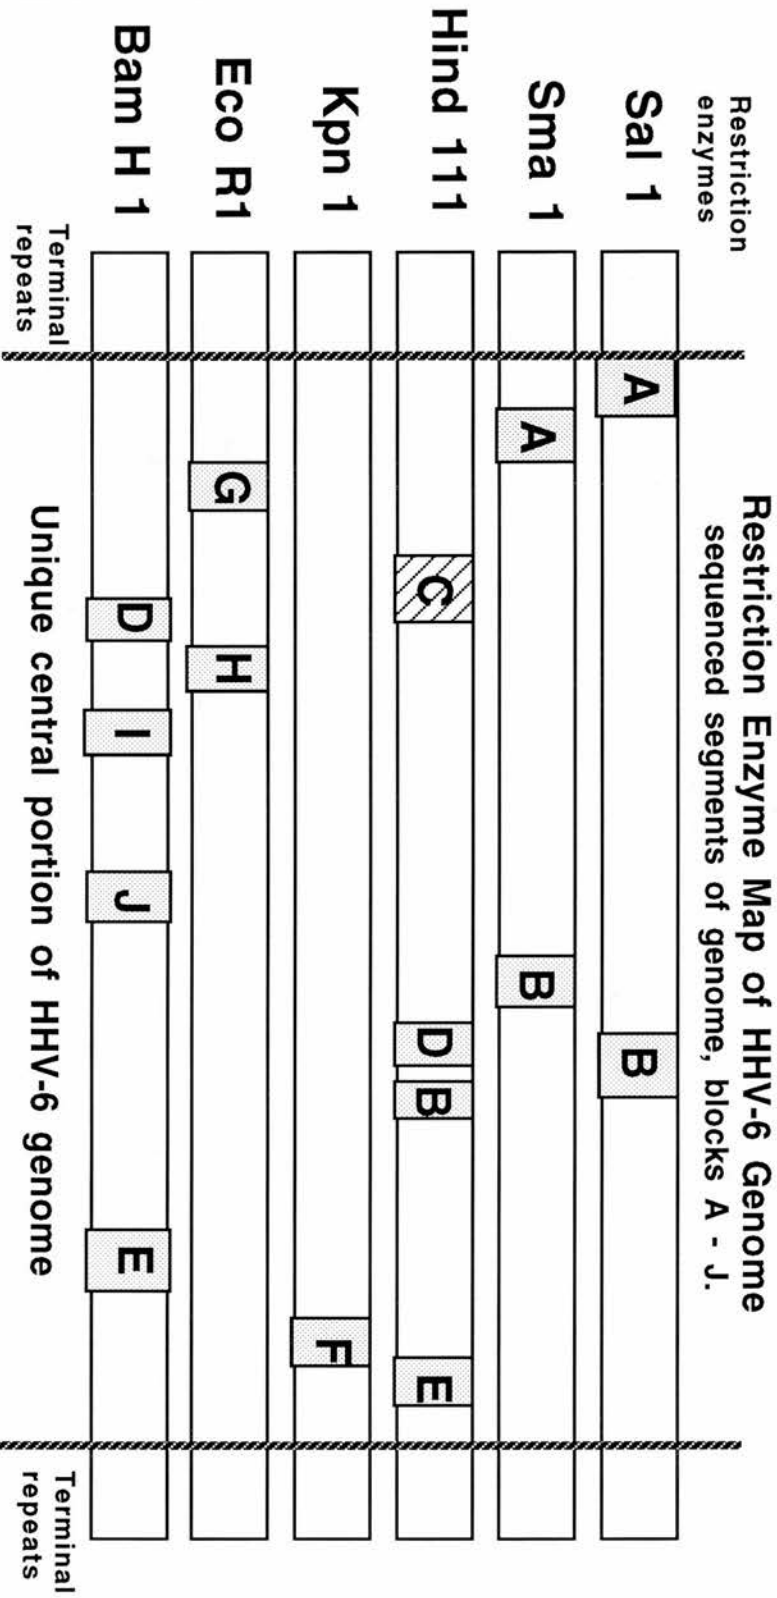 Restriction Enzyme Map of HHV-6 Genome
sequenced segments of genome, blocks A - J.
Restriction
enzymes
Sal 1
A
B
Sma 1
A
B
Hind 111
C
D
B
E
Kpn 1
F
Eco R1
G
H
Bam H 1
D
I
J
E
Terminal
repeats
Unique central portion of HHV-6 genome
Terminal
repeats